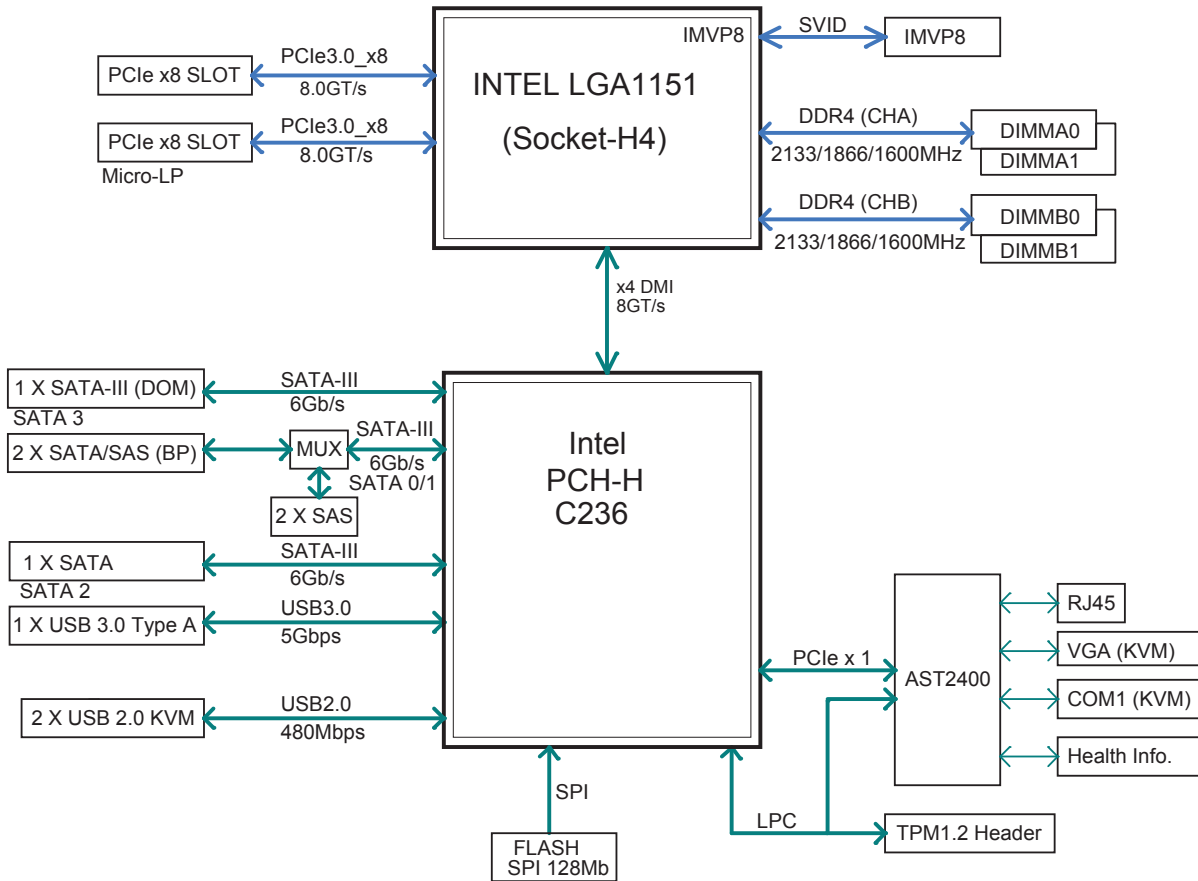 IMVP8
SVID
IMVP8
PCIe x8 SLOT
PCIe3.0_x8
8.0GT/s
INTEL LGA1151
(Socket-H4)
PCIe x8 SLOT
Micro-LP
PCIe3.0_x8
8.0GT/s
DDR4 (CHA)
2133/1866/1600MHz
DIMMA0
DIMMA1
DDR4 (CHB)
2133/1866/1600MHz
DIMMB0
DIMMB1
x4 DMI
8GT/s
1 X SATA-III (DOM)
SATA 3
SATA-III
6Gb/s
2 X SATA/SAS (BP)
MUX
SATA-III
6Gb/s
SATA 0/1
2 X SAS
Intel
PCH-H
C236
1 X SATA
SATA 2
SATA-III
6Gb/s
1 X USB 3.0 Type A
USB3.0
5Gbps
2 X USB 2.0 KVM
USB2.0
480Mbps
PCIe x 1
AST2400
RJ45
VGA (KVM)
COM1 (KVM)
Health Info.
SPI
FLASH
SPI 128Mb
LPC
TPM1.2 Header